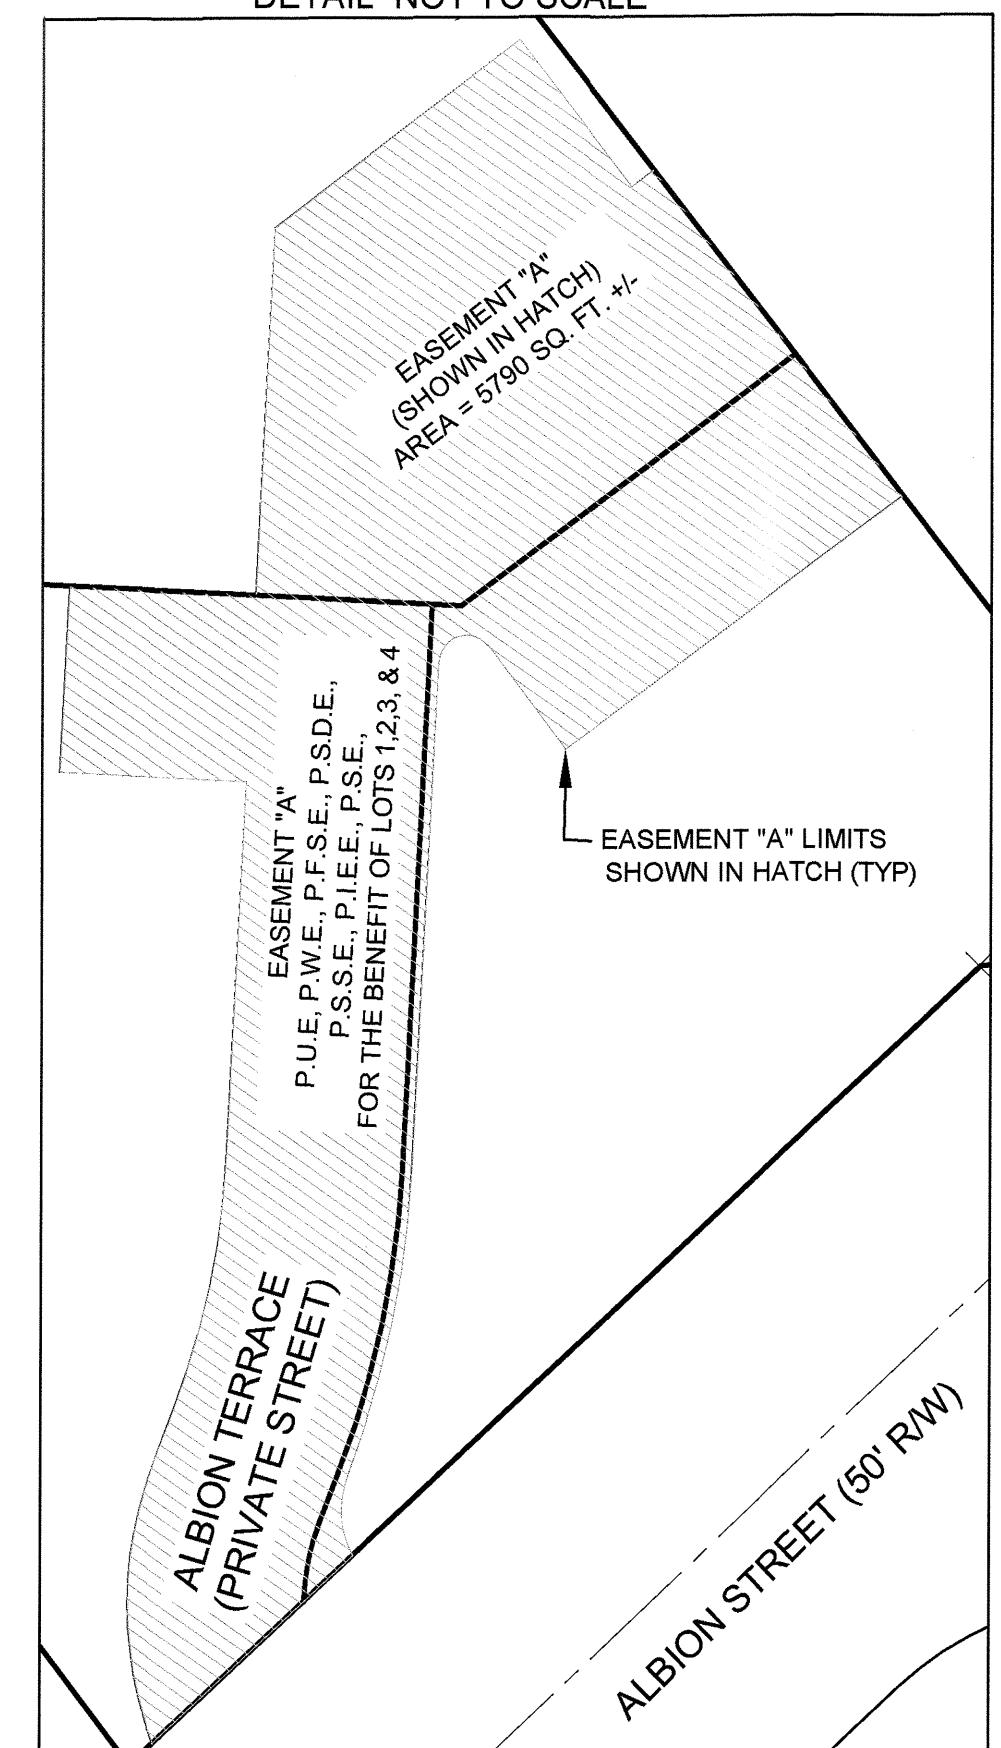 DETAIL NOT TO SCALE
EASEMENT "A"
(SHOWN IN HATCH)
AREA = 5790 SQ. FT. +/-
EASEMENT "A"
P.U.E, P.W.E., P.F.S.E., P.S.D.E.,
P.S.S.E., P.I.E.E., P.S.E.,
FOR THE BENEFIT OF LOTS 1,2,3, & 4
EASEMENT "A" LIMITS
SHOWN IN HATCH (TYP)
ALBION TERRACE
(PRIVATE STREET)
ALBION STREET (50' R/W)